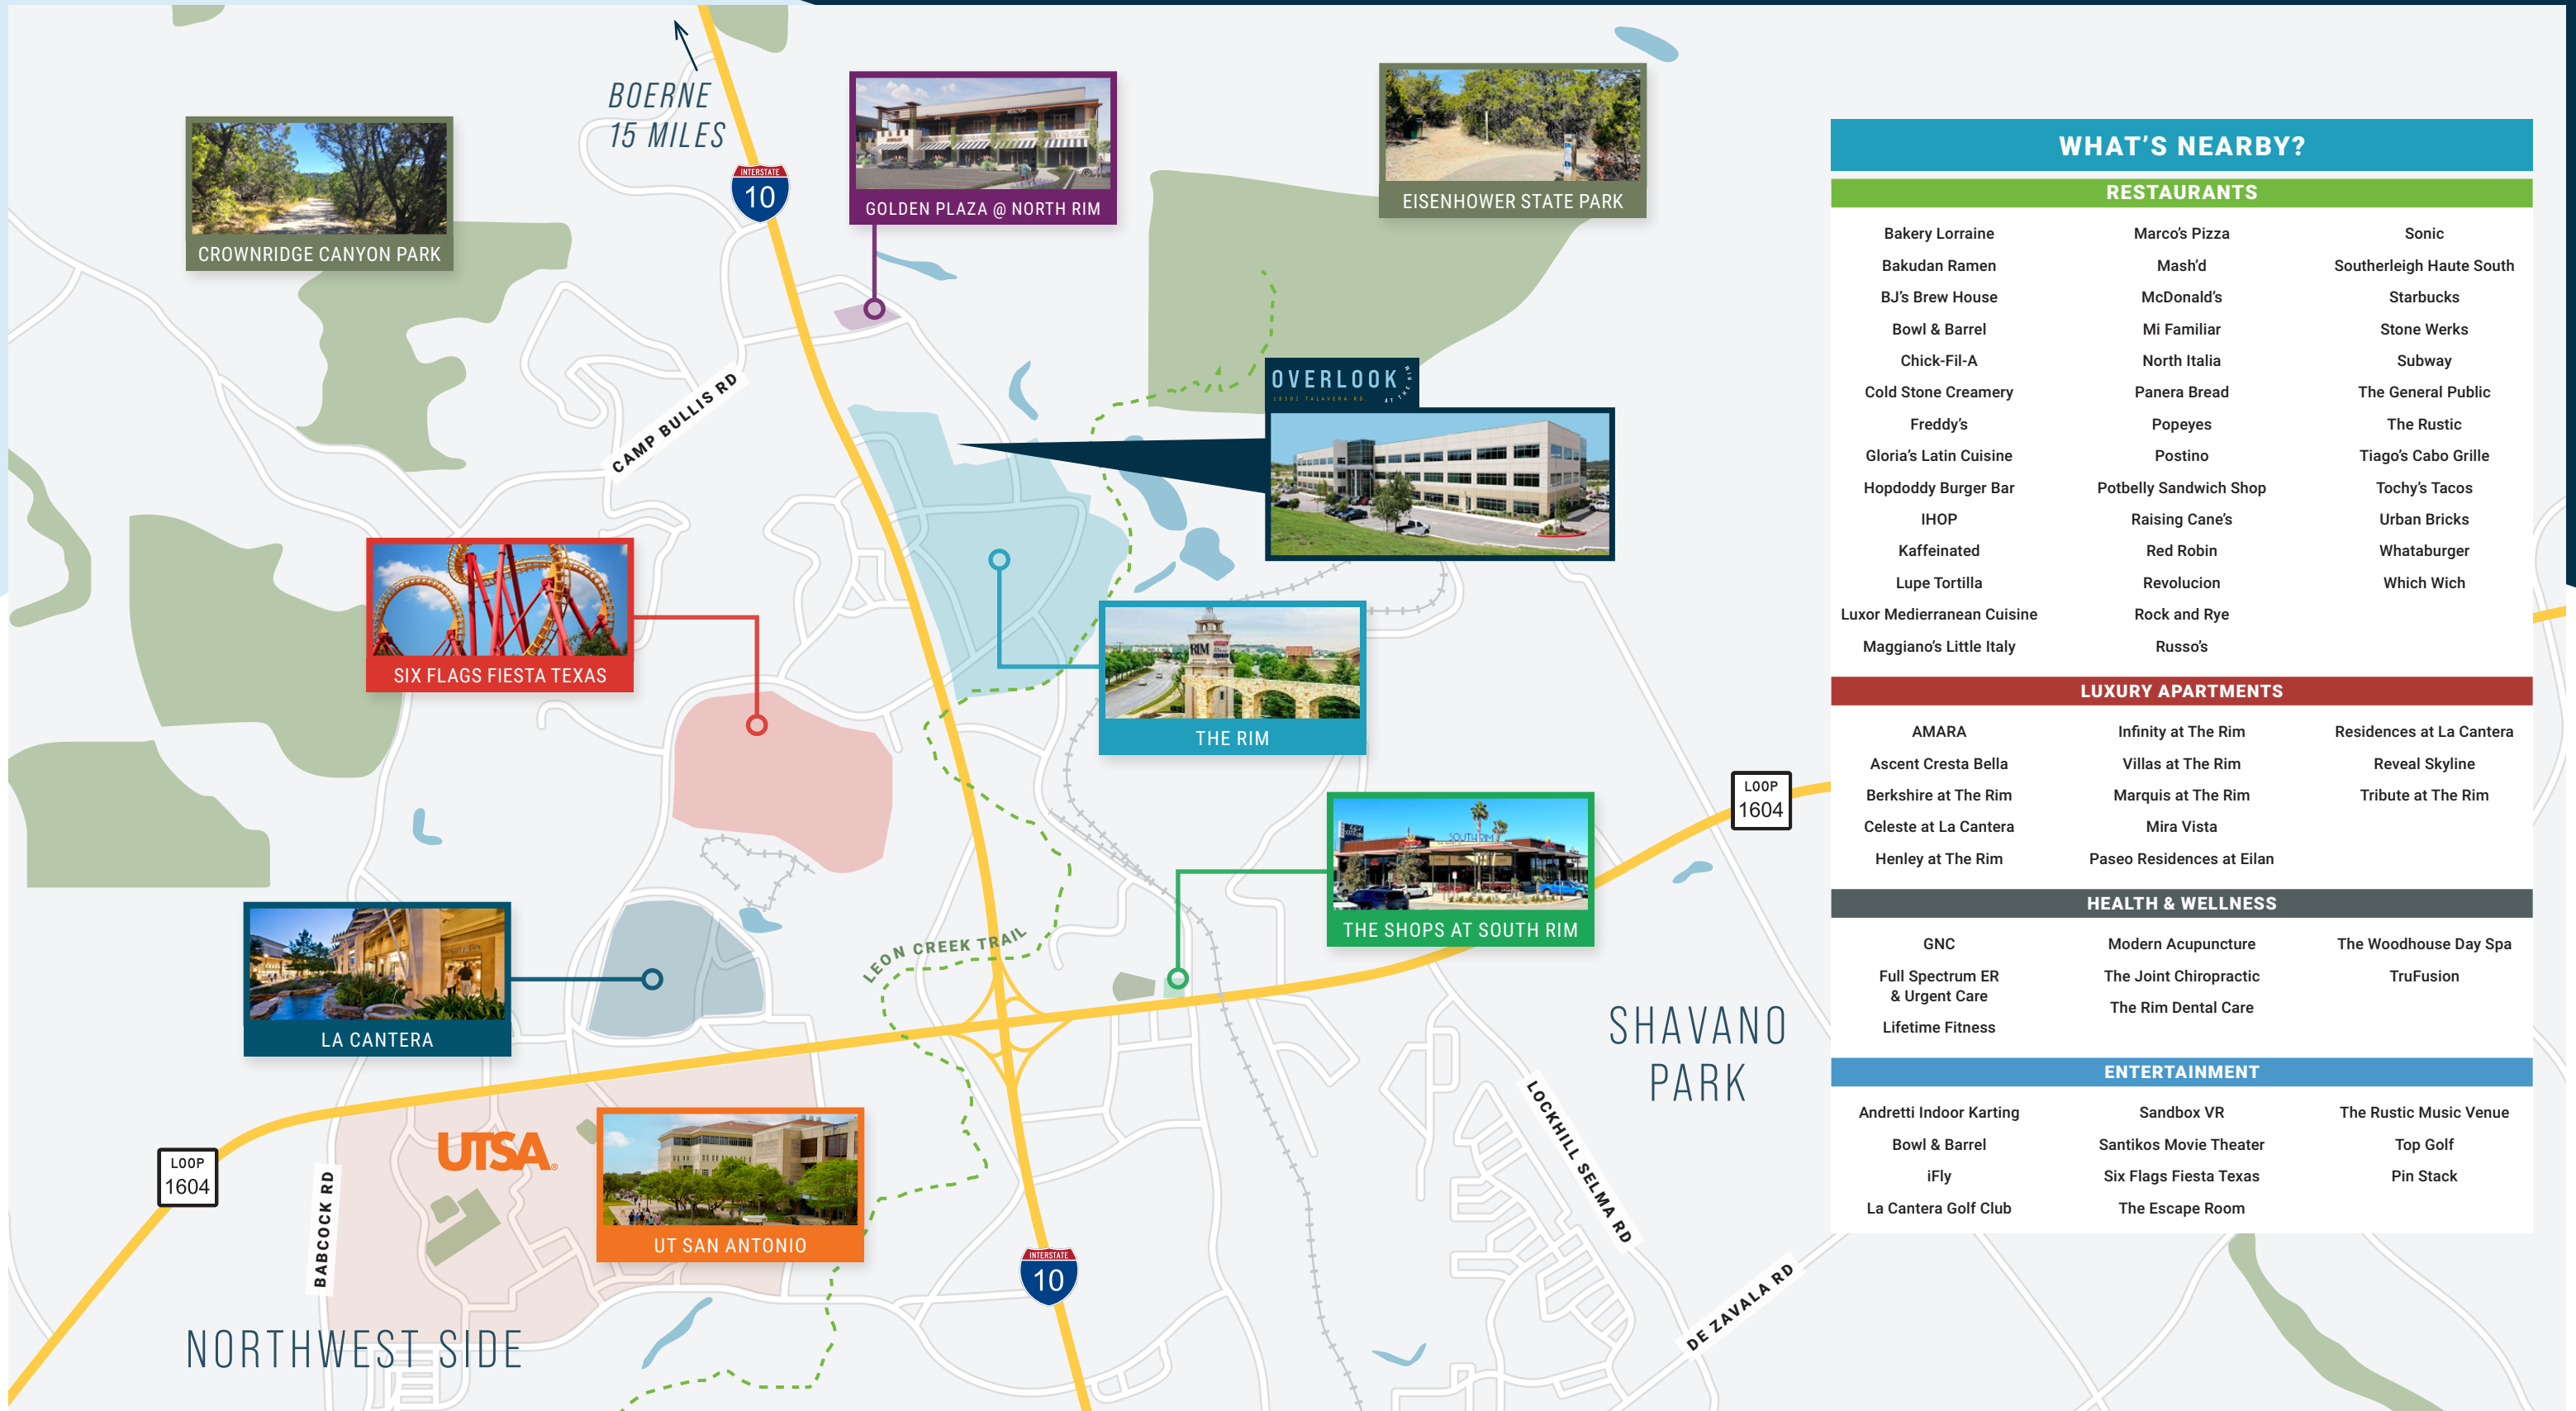 BOERNE
15 MILES
INTERSTATE
10
GOLDEN PLAZA @ NORTH RIM
EISENHOWER STATE PARK
CROWNRIDGE CANYON PARK
CAMP BULLIS RD
OVERLOOK
AT THE RIM
18502 TALAVERA RD.
SIX FLAGS FIESTA TEXAS
RIM
THE RIM
LOOP
1604
SOUTH RIM
THE SHOPS AT SOUTH RIM
LEON CREEK TRAIL
LA CANTERA
SHAVANO
PARK
LOOP
1604
UTSA®
UT SAN ANTONIO
BABCOCK RD
INTERSTATE
10
LOCKHILL SELMA RD
DE ZAVALA RD
NORTHWEST SIDE
WHAT'S NEARBY?
RESTAURANTS
Bakery Lorraine
Bakudan Ramen
BJ's Brew House
Bowl & Barrel
Chick-Fil-A
Cold Stone Creamery
Freddy's
Gloria's Latin Cuisine
Hopdoddy Burger Bar
IHOP
Kaffeinated
Lupe Tortilla
Luxor Medierranean Cuisine
Maggiano's Little Italy
Marco's Pizza
Mash'd
McDonald's
Mi Familiar
North Italia
Panera Bread
Popeyes
Postino
Potbelly Sandwich Shop
Raising Cane's
Red Robin
Revolucion
Rock and Rye
Russo's
Sonic
Southerleigh Haute South
Starbucks
Stone Werks
Subway
The General Public
The Rustic
Tiago's Cabo Grille
Tochy's Tacos
Urban Bricks
Whataburger
Which Wich
LUXURY APARTMENTS
AMARA
Ascent Cresta Bella
Berkshire at The Rim
Celeste at La Cantera
Henley at The Rim
Infinity at The Rim
Villas at The Rim
Marquis at The Rim
Mira Vista
Paseo Residences at Eilan
Residences at La Cantera
Reveal Skyline
Tribute at The Rim
HEALTH & WELLNESS
GNC
Full Spectrum ER
& Urgent Care
Lifetime Fitness
Modern Acupuncture
The Joint Chiropractic
The Rim Dental Care
The Woodhouse Day Spa
TruFusion
ENTERTAINMENT
Andretti Indoor Karting
Bowl & Barrel
iFly
La Cantera Golf Club
Sandbox VR
Santikos Movie Theater
Six Flags Fiesta Texas
The Escape Room
The Rustic Music Venue
Top Golf
Pin Stack